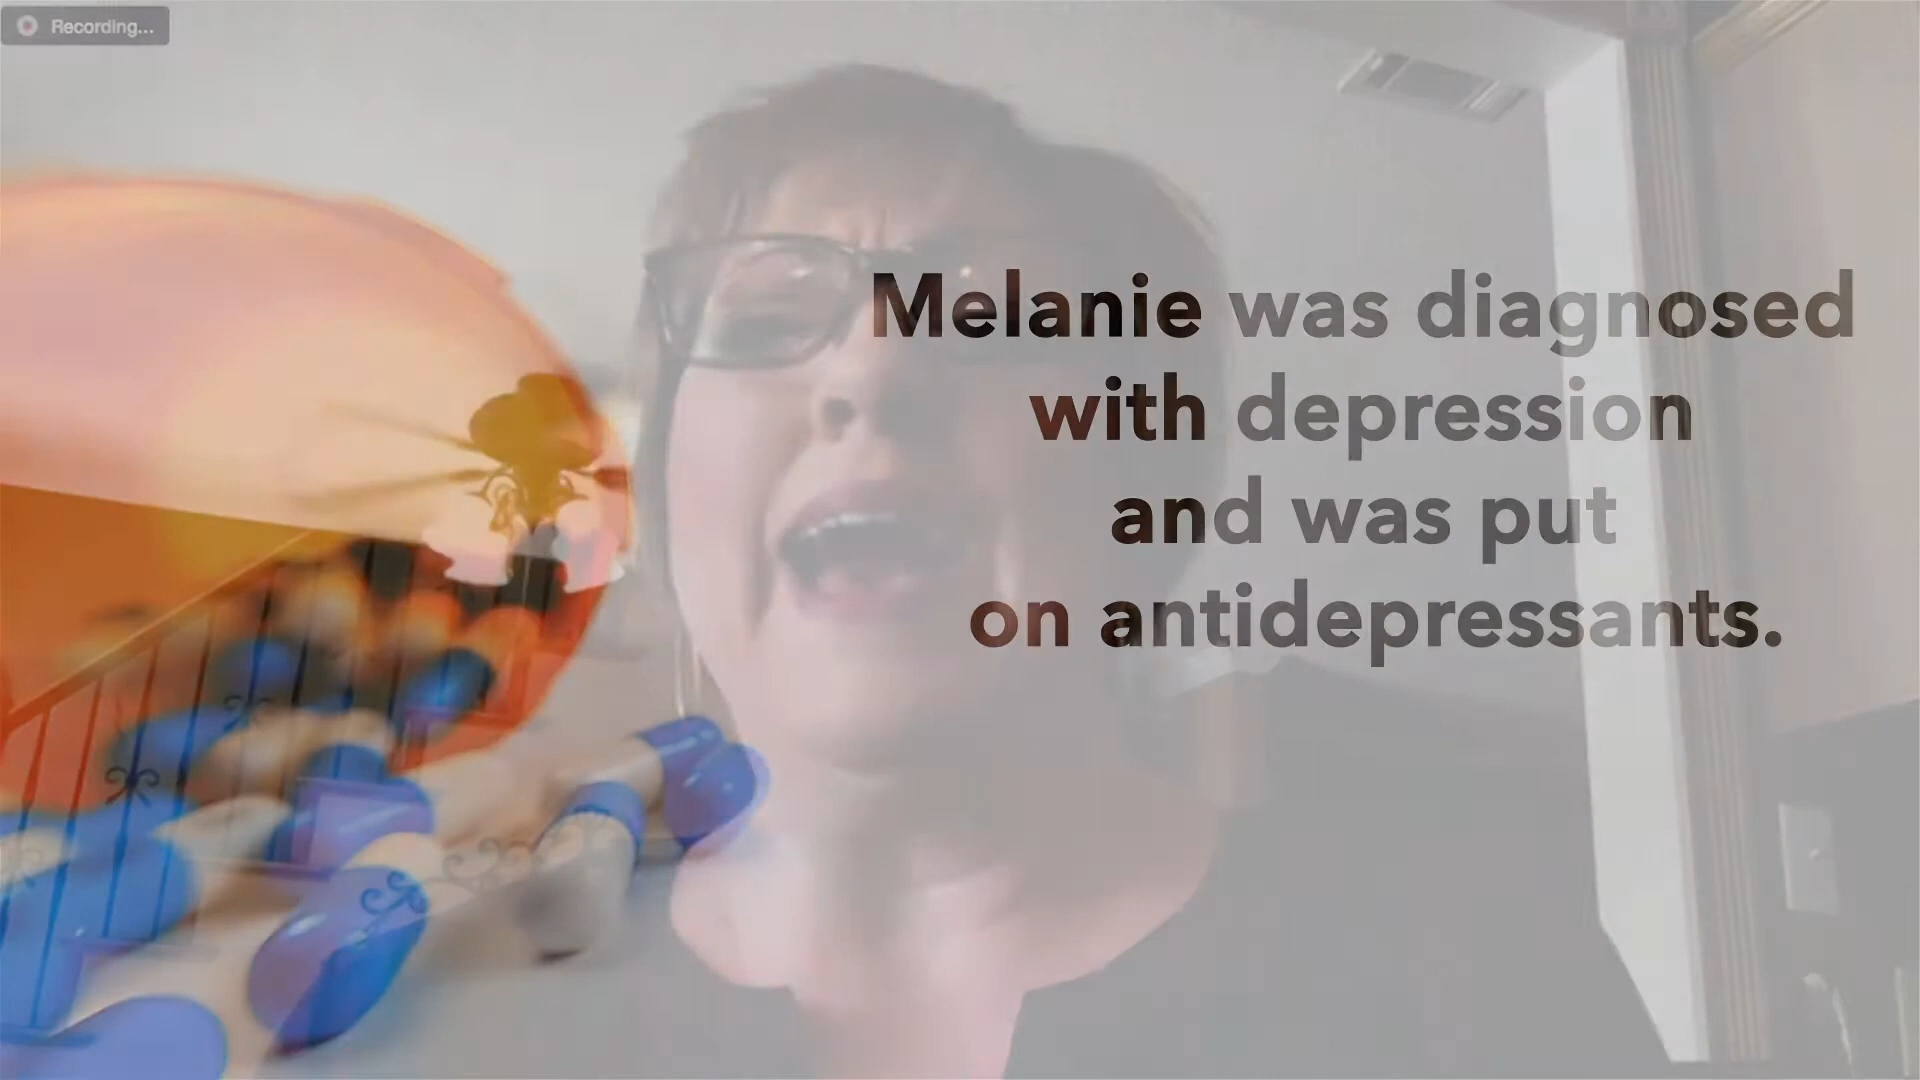 Recording...
Melanie was diagnosed
with depression
and was put
on antidepressants.